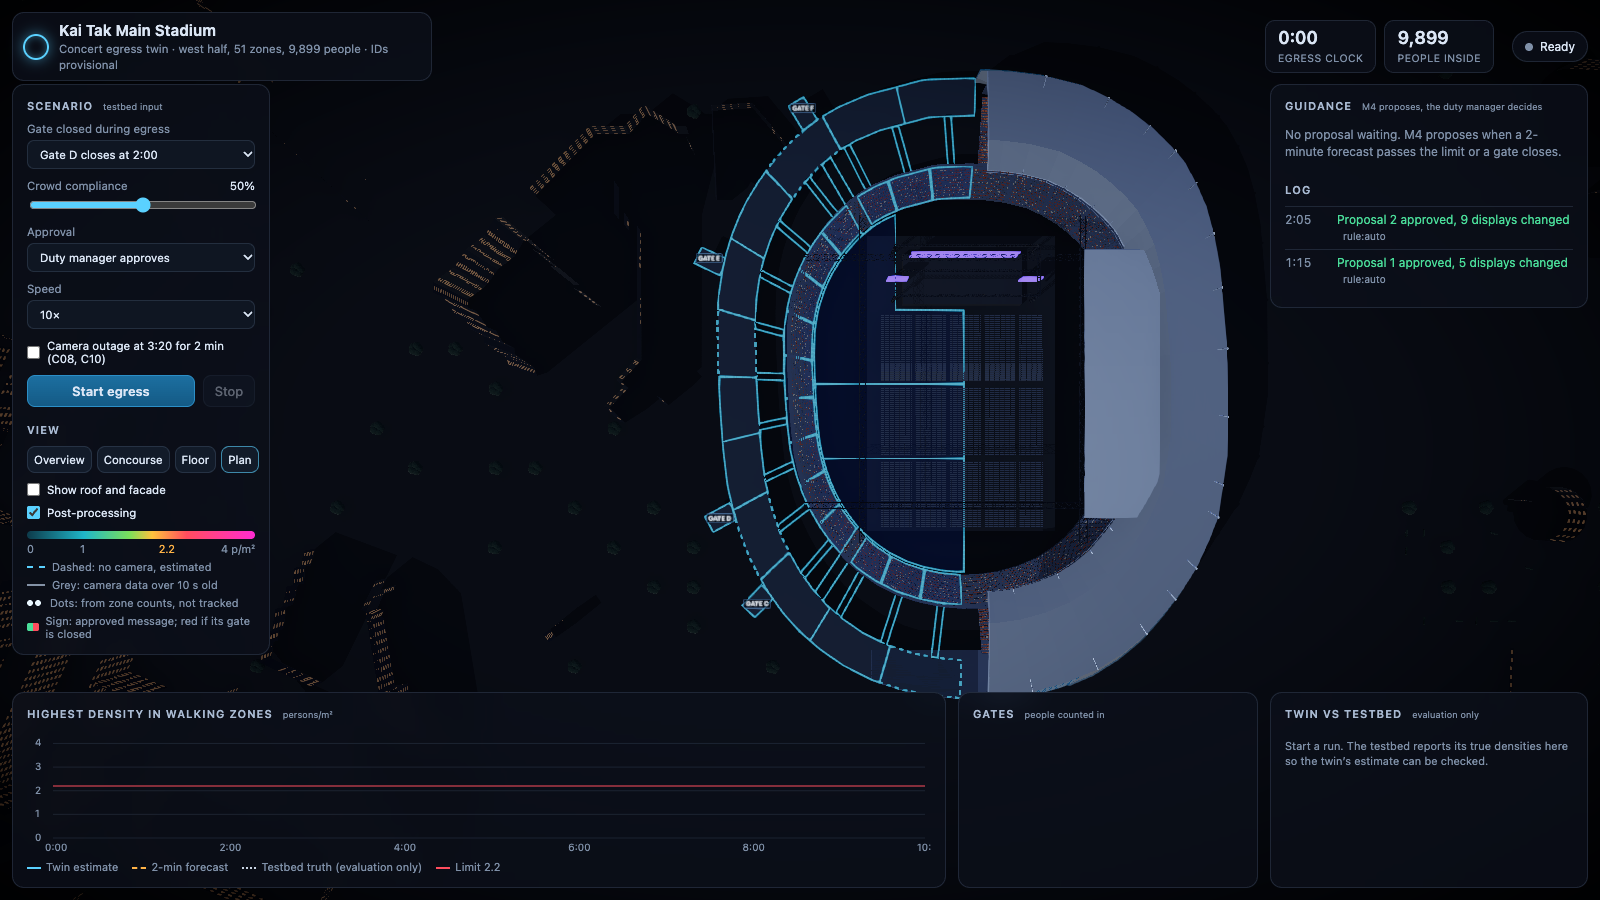 Kai Tak Main Stadium
Concert egress twin · west half, 51 zones, 9,899 people · IDs
provisional
0:00
EGRESS CLOCK
9,899
PEOPLE INSIDE
Ready
SCENARIO testbed input
Gate closed during egress
Gate D closes at 2:00
Crowd compliance 50%
Approval
Duty manager approves
Speed
10×
Camera outage at 3:20 for 2 min
(C08, C10)
Start egress Stop
VIEW
Overview Concourse Floor Plan
Show roof and facade
Post-processing
0 1 2.2 4 p/m²
Dashed: no camera, estimated
Grey: camera data over 10 s old
Dots: from zone counts, not tracked
Sign: approved message; red if its gate
is closed
GATE F
GATE E
GATE D
GATE C
GUIDANCE M4 proposes, the duty manager decides
No proposal waiting. M4 proposes when a 2-
minute forecast passes the limit or a gate closes.
LOG
2:05 Proposal 2 approved, 9 displays changed
rule:auto
1:15 Proposal 1 approved, 5 displays changed
rule:auto
HIGHEST DENSITY IN WALKING ZONES persons/m²
4
3
2
1
0
0:00 2:00 4:00 6:00 8:00 10:
Twin estimate 2-min forecast Testbed truth (evaluation only) Limit 2.2
GATES people counted in
TWIN VS TESTBED evaluation only
Start a run. The testbed reports its true densities here
so the twin's estimate can be checked.